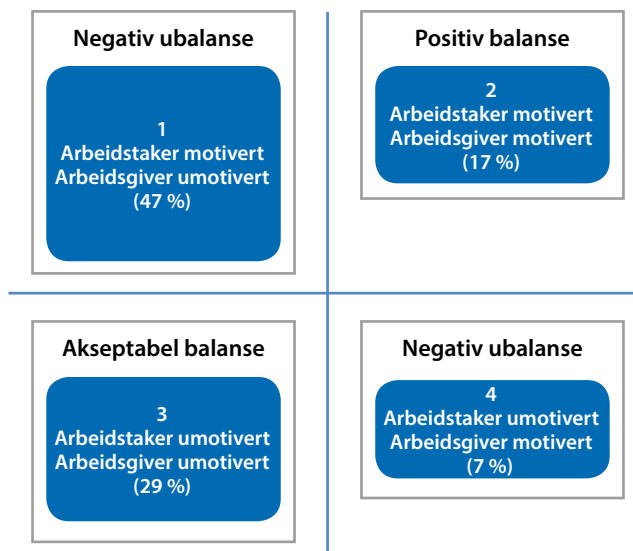 Negativ ubalanse
1
Arbeidstaker motivert
Arbeidsgiver umotivert
(47 %)
Positiv balanse
2
Arbeidstaker motivert
Arbeidsgiver motivert
(17 %)
Akseptabel balanse
3
Arbeidstaker umotivert
Arbeidsgiver umotivert
(29 %)
Negativ ubalanse
4
Arbeidstaker umotivert
Arbeidsgiver motivert
(7 %)